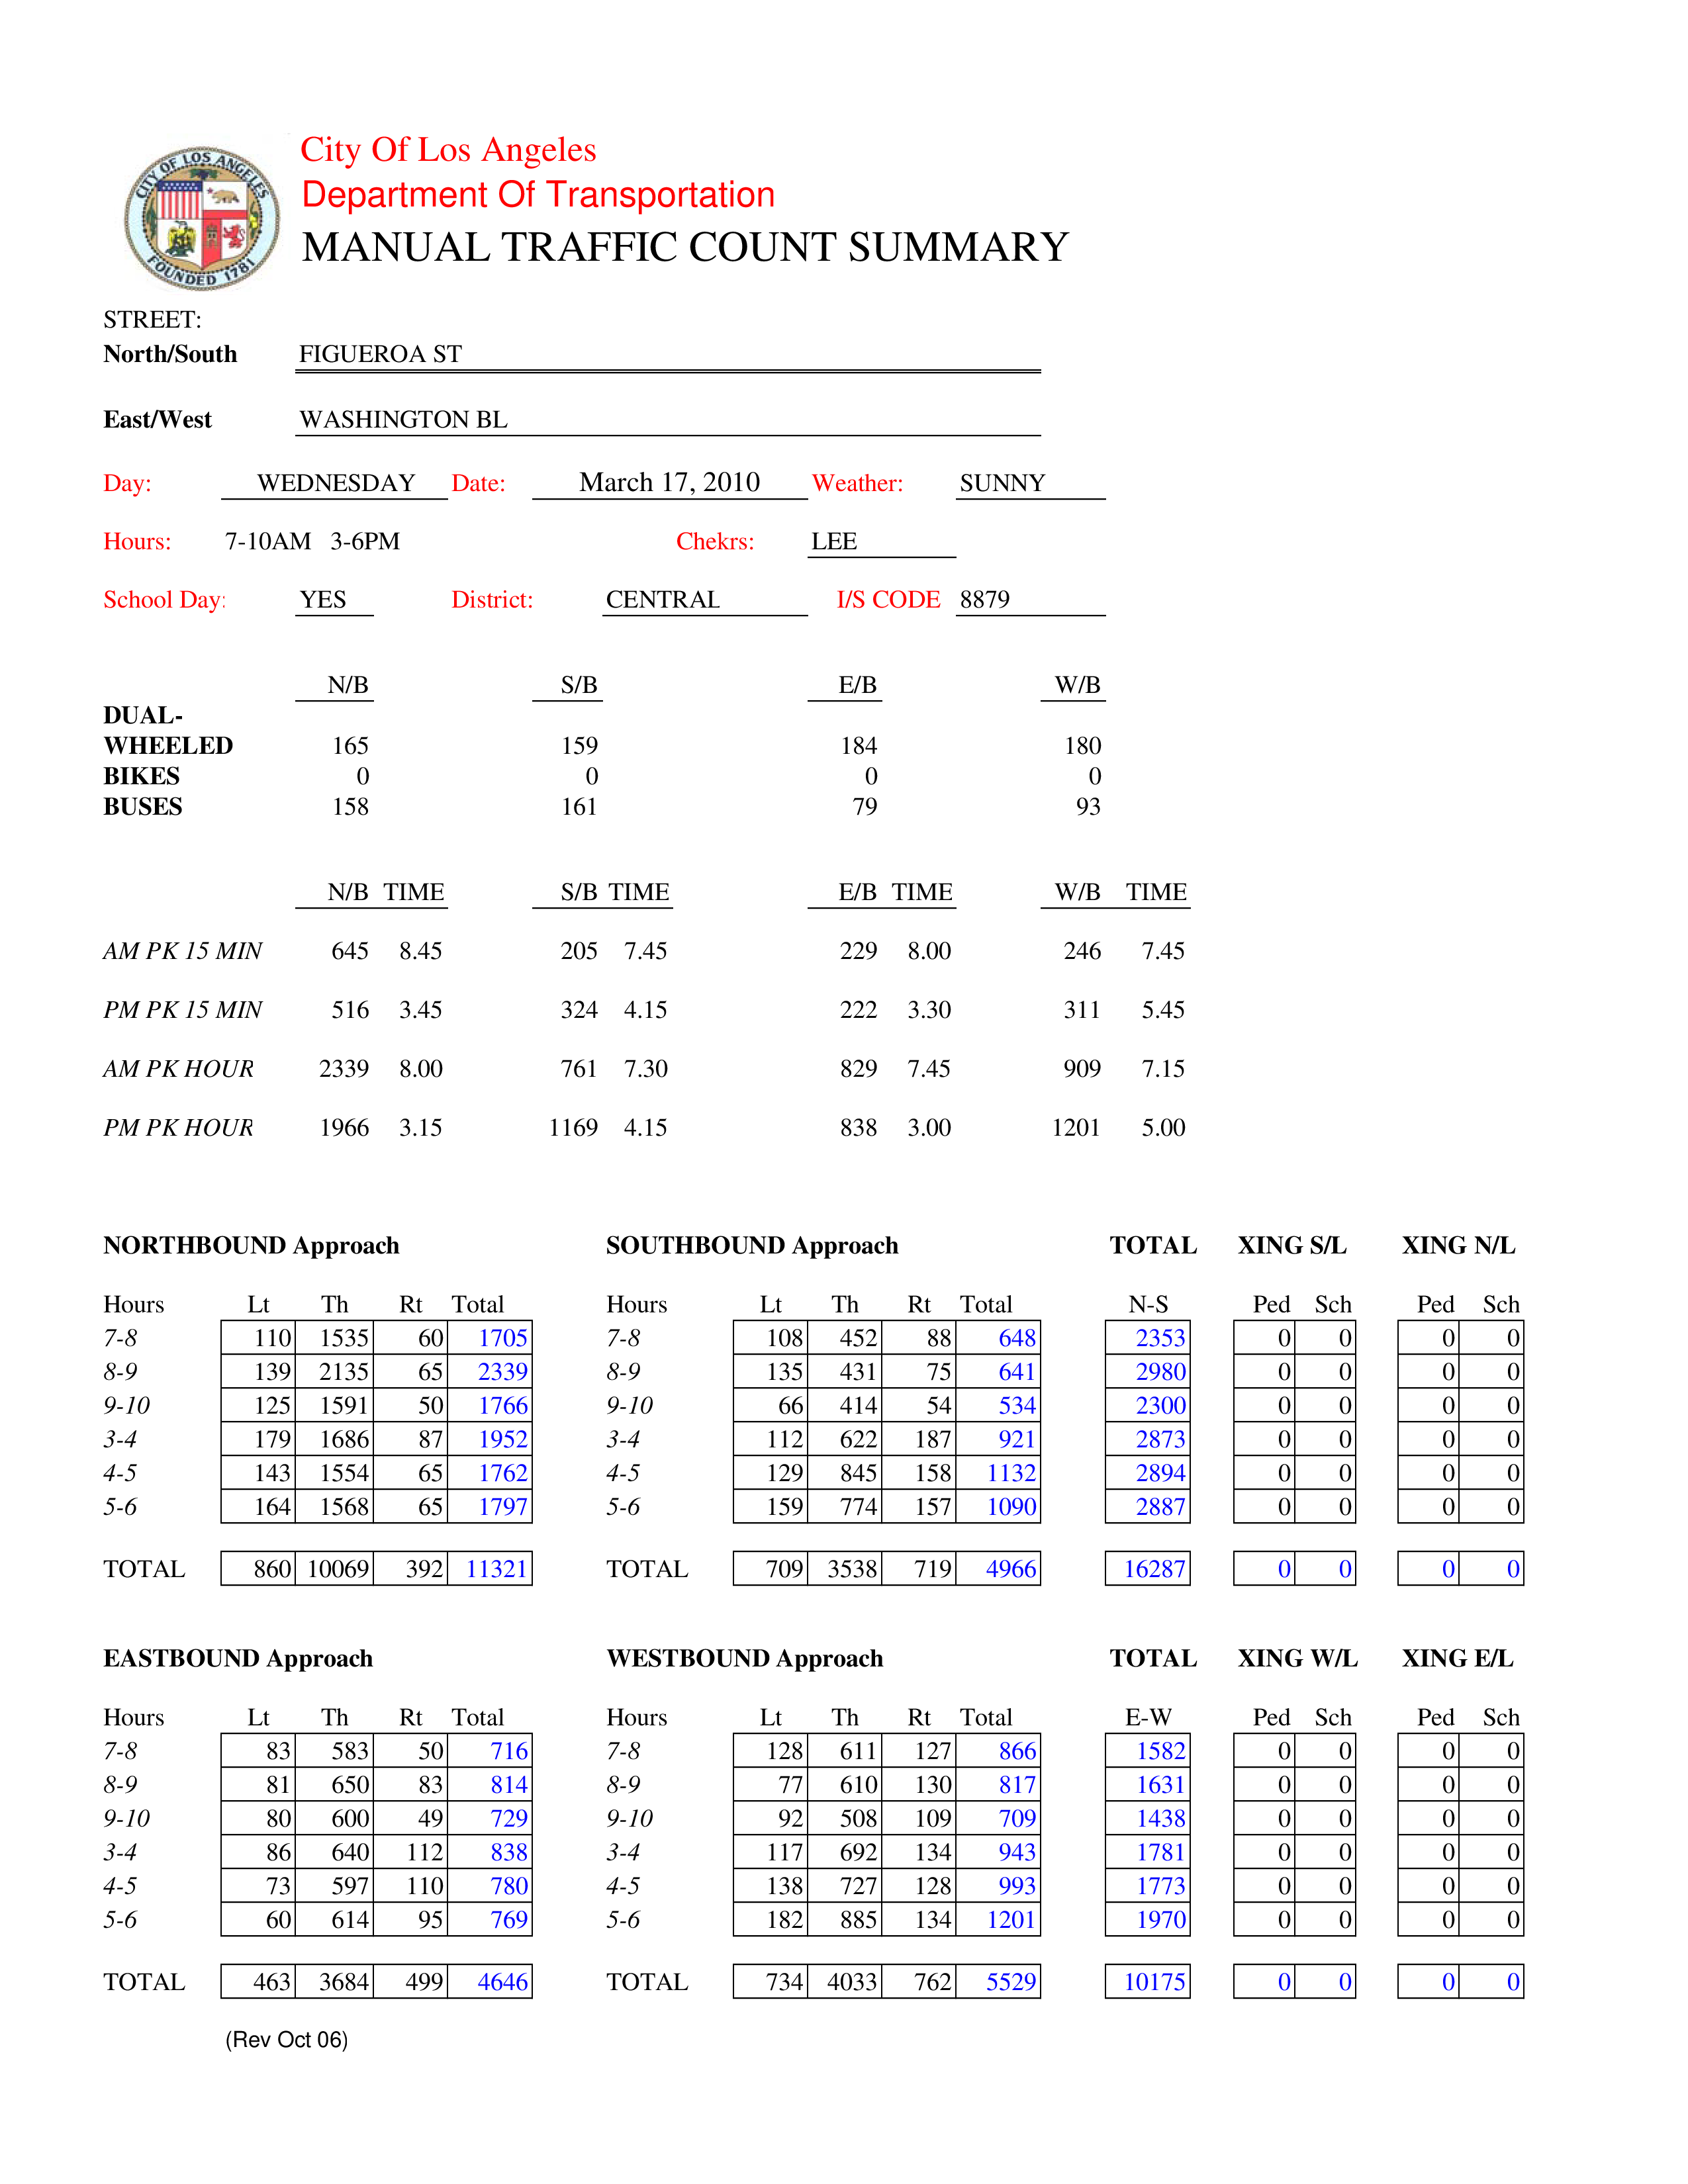 CITY OF LOS ANGELES
FOUNDED 1781
City Of Los Angeles
Department Of Transportation
MANUAL TRAFFIC COUNT SUMMARY
STREET:
North/South FIGUEROA ST
East/West WASHINGTON BL
Day: WEDNESDAY Date: March 17, 2010 Weather: SUNNY
Hours: 7-10AM 3-6PM Chekrs: LEE
School Day: YES District: CENTRAL I/S CODE 8879
N/B S/B E/B W/B
DUAL-
WHEELED 165 159 184 180
BIKES 0 0 0 0
BUSES 158 161 79 93
N/B TIME S/B TIME E/B TIME W/B TIME
AM PK 15 MIN 645 8.45 205 7.45 229 8.00 246 7.45
PM PK 15 MIN 516 3.45 324 4.15 222 3.30 311 5.45
AM PK HOUR 2339 8.00 761 7.30 829 7.45 909 7.15
PM PK HOUR 1966 3.15 1169 4.15 838 3.00 1201 5.00
NORTHBOUND Approach SOUTHBOUND Approach TOTAL XING S/L XING N/L
Hours Lt Th Rt Total Hours Lt Th Rt Total N-S Ped Sch Ped Sch
7-8 110 1535 60 1705 7-8 108 452 88 648 2353 0 0 0 0
8-9 139 2135 65 2339 8-9 135 431 75 641 2980 0 0 0 0
9-10 125 1591 50 1766 9-10 66 414 54 534 2300 0 0 0 0
3-4 179 1686 87 1952 3-4 112 622 187 921 2873 0 0 0 0
4-5 143 1554 65 1762 4-5 129 845 158 1132 2894 0 0 0 0
5-6 164 1568 65 1797 5-6 159 774 157 1090 2887 0 0 0 0
TOTAL 860 10069 392 11321 TOTAL 709 3538 719 4966 16287 0 0 0 0
EASTBOUND Approach WESTBOUND Approach TOTAL XING W/L XING E/L
Hours Lt Th Rt Total Hours Lt Th Rt Total E-W Ped Sch Ped Sch
7-8 83 583 50 716 7-8 128 611 127 866 1582 0 0 0 0
8-9 81 650 83 814 8-9 77 610 130 817 1631 0 0 0 0
9-10 80 600 49 729 9-10 92 508 109 709 1438 0 0 0 0
3-4 86 640 112 838 3-4 117 692 134 943 1781 0 0 0 0
4-5 73 597 110 780 4-5 138 727 128 993 1773 0 0 0 0
5-6 60 614 95 769 5-6 182 885 134 1201 1970 0 0 0 0
TOTAL 463 3684 499 4646 TOTAL 734 4033 762 5529 10175 0 0 0 0
(Rev Oct 06)